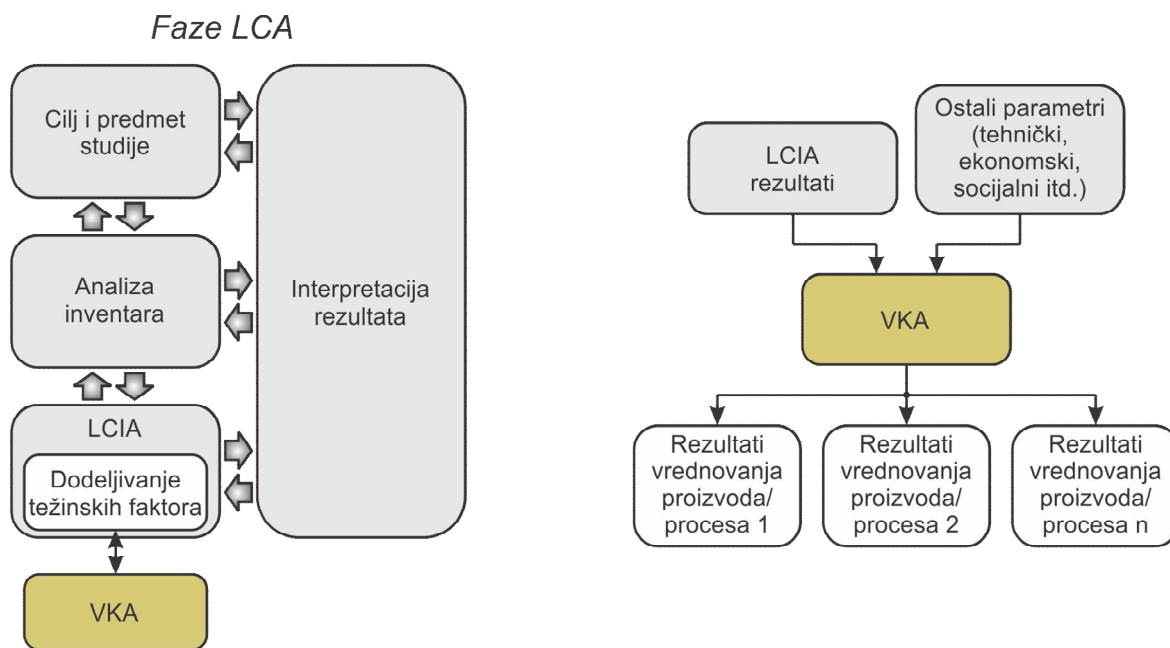 Faze LCA
Cilj i predmet
studije
Analiza
inventara
LCIA
Dodeljivanje
težinskih faktora
VKA
Interpretacija
rezultata
LCIA
rezultati
Ostali parametri
(tehnički,
ekonomski,
socijalni itd.)
VKA
Rezultati
vrednovanja
proizvoda/
procesa 1
Rezultati
vrednovanja
proizvoda/
procesa 2
Rezultati
vrednovanja
proizvoda/
procesa n